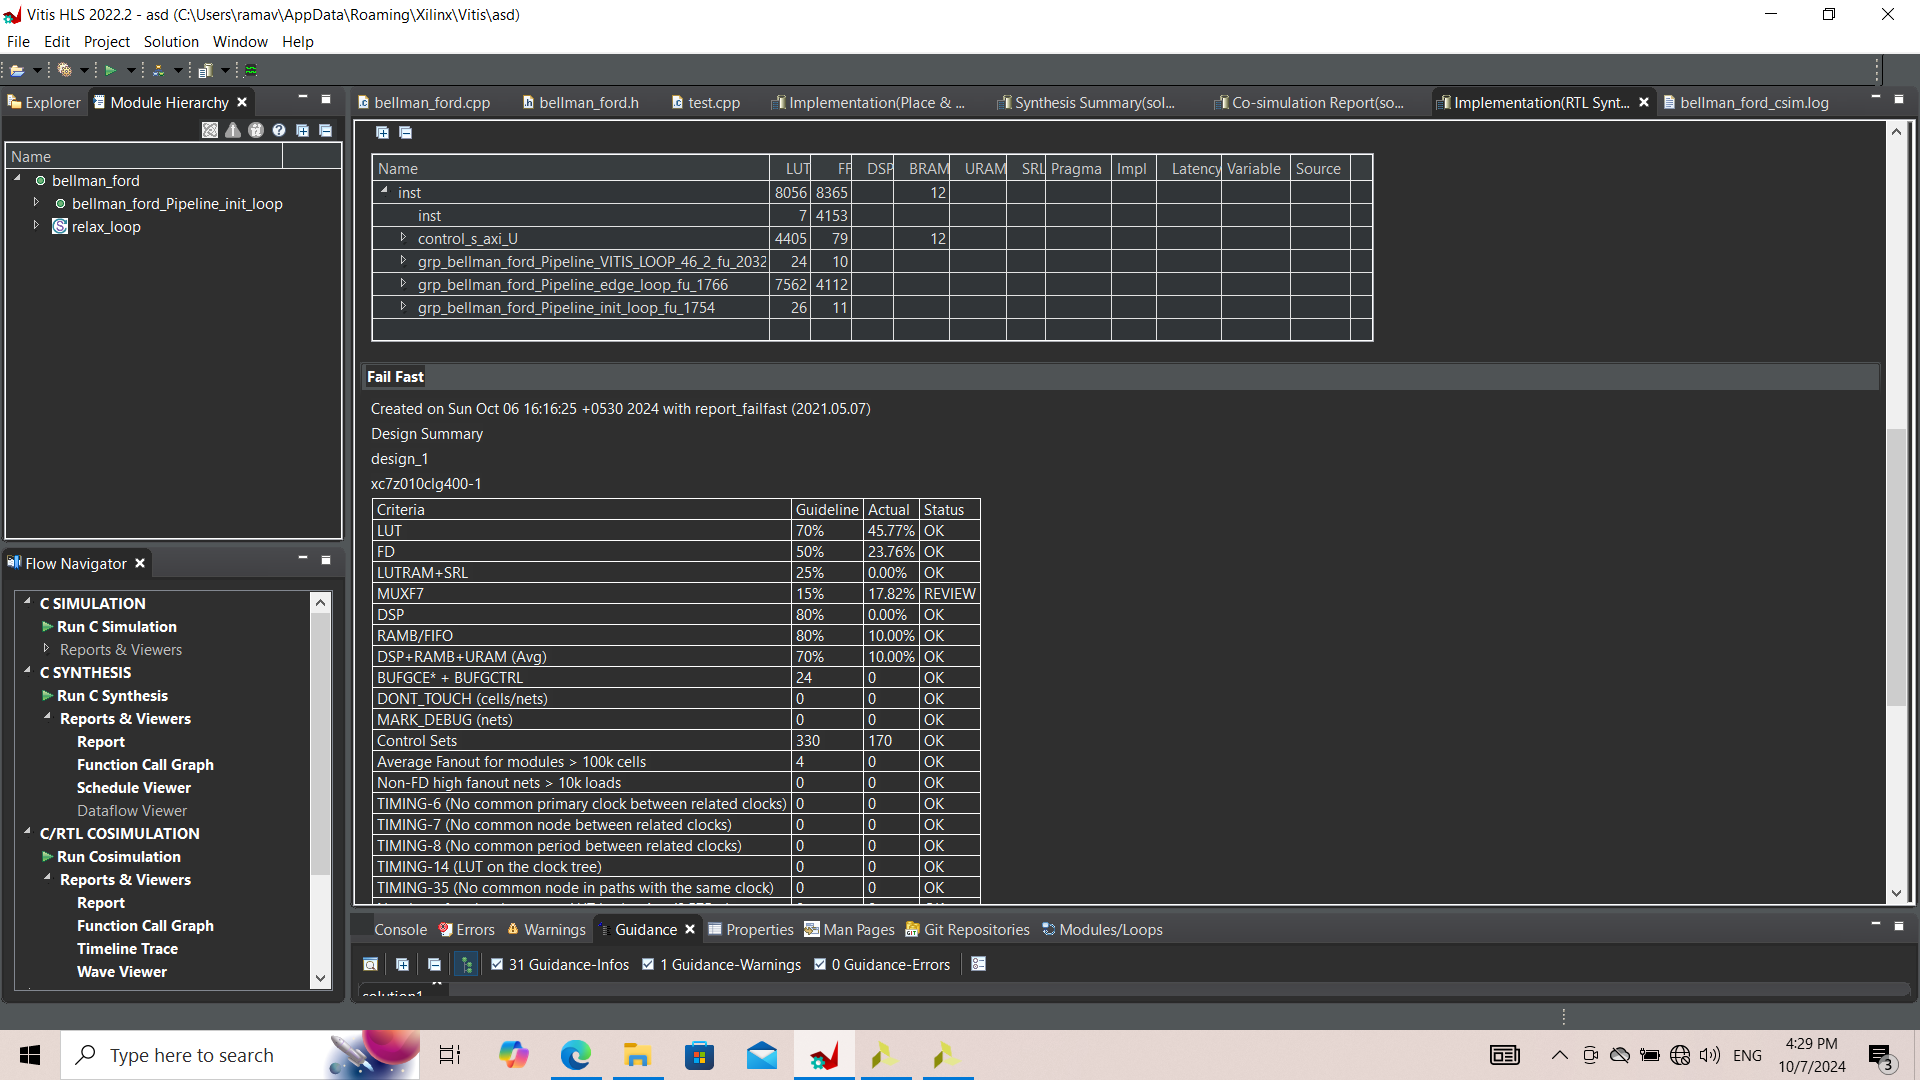 Vitis HLS 2022.2 - asd (C:\Users\ramav\AppData\Roaming\Xilinx\Vitis\asd)
File Edit Project Solution Window Help
Explorer Module Hierarchy
bellman_ford.cpp bellman_ford.h test.cpp Implementation(Place & ... Synthesis Summary(sol... Co-simulation Report(so... Implementation(RTL Synt... bellman_ford_csim.log
Name
bellman_ford
bellman_ford_Pipeline_init_loop
relax_loop
Name LUT FF DSP BRAM URAM SRL Pragma Impl Latency Variable Source
inst 8056 8365 12
inst 7 4153
control_s_axi_U 4405 79 12
grp_bellman_ford_Pipeline_VITIS_LOOP_46_2_fu_2032 24 10
grp_bellman_ford_Pipeline_edge_loop_fu_1766 7562 4112
grp_bellman_ford_Pipeline_init_loop_fu_1754 26 11
Fail Fast
Created on Sun Oct 06 16:16:25 +0530 2024 with report_failfast (2021.05.07)
Design Summary
design_1
xc7z010clg400-1
Criteria Guideline Actual Status
LUT 70% 45.77% OK
FD 50% 23.76% OK
LUTRAM+SRL 25% 0.00% OK
MUXF7 15% 17.82% REVIEW
DSP 80% 0.00% OK
RAMB/FIFO 80% 10.00% OK
DSP+RAMB+URAM (Avg) 70% 10.00% OK
BUFGCE* + BUFGCTRL 24 0 OK
DONT_TOUCH (cells/nets) 0 0 OK
MARK_DEBUG (nets) 0 0 OK
Control Sets 330 170 OK
Average Fanout for modules > 100k cells 4 0 OK
Non-FD high fanout nets > 10k loads 0 0 OK
TIMING-6 (No common primary clock between related clocks) 0 0 OK
TIMING-7 (No common node between related clocks) 0 0 OK
TIMING-8 (No common period between related clocks) 0 0 OK
TIMING-14 (LUT on the clock tree) 0 0 OK
TIMING-35 (No common node in paths with the same clock) 0 0 OK
Flow Navigator
C SIMULATION
Run C Simulation
Reports & Viewers
C SYNTHESIS
Run C Synthesis
Reports & Viewers
Report
Function Call Graph
Schedule Viewer
Dataflow Viewer
C/RTL COSIMULATION
Run Cosimulation
Reports & Viewers
Report
Function Call Graph
Timeline Trace
Wave Viewer
Console Errors Warnings Guidance Properties Man Pages Git Repositories Modules/Loops
31 Guidance-Infos 1 Guidance-Warnings 0 Guidance-Errors
solution1
Type here to search
ENG
4:29 PM
10/7/2024
3